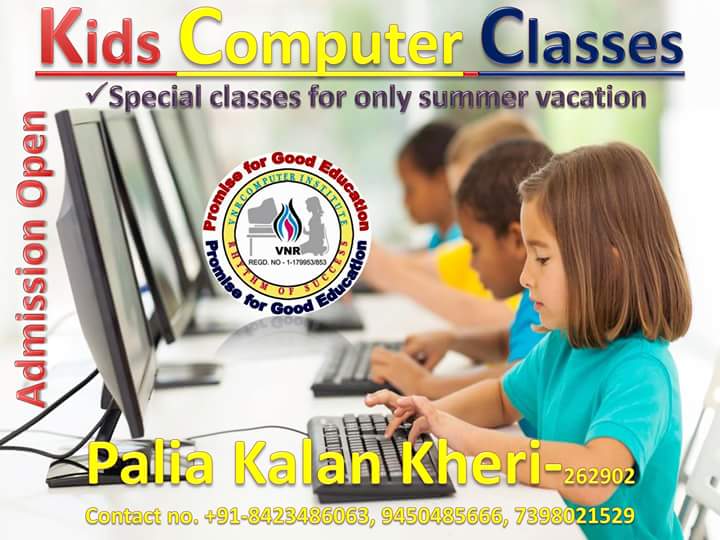 Kids Computer Classes
✓Special classes for only summer vacation
Admission Open
Promise for Good Education
VNRCOMPUTER INSTITUTE
VNR
REGD. NO - 1-179953/853
RHYTHM OF SUCCESS
Promise for Good Education
Palia Kalan Kheri-262902
Contact no. +91-8423486063, 9450485666, 7398021529